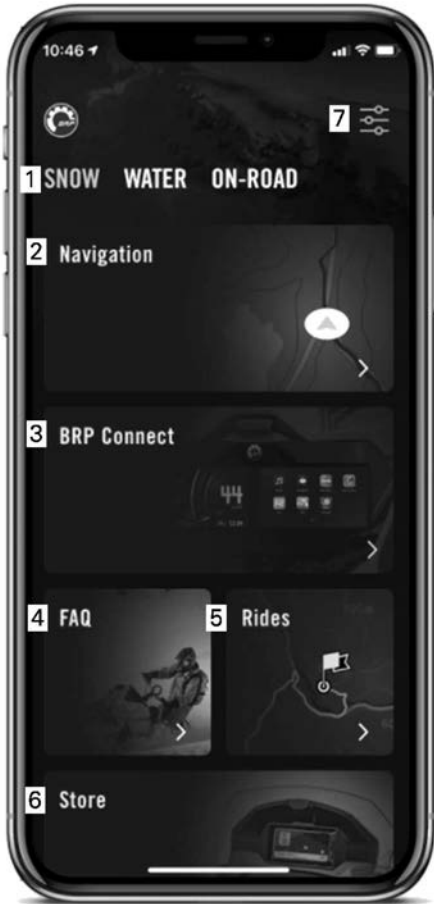 10:46
7
1 SNOW WATER ON-ROAD
2 Navigation
3 BRP Connect
44
4 FAQ
5 Rides
6 Store